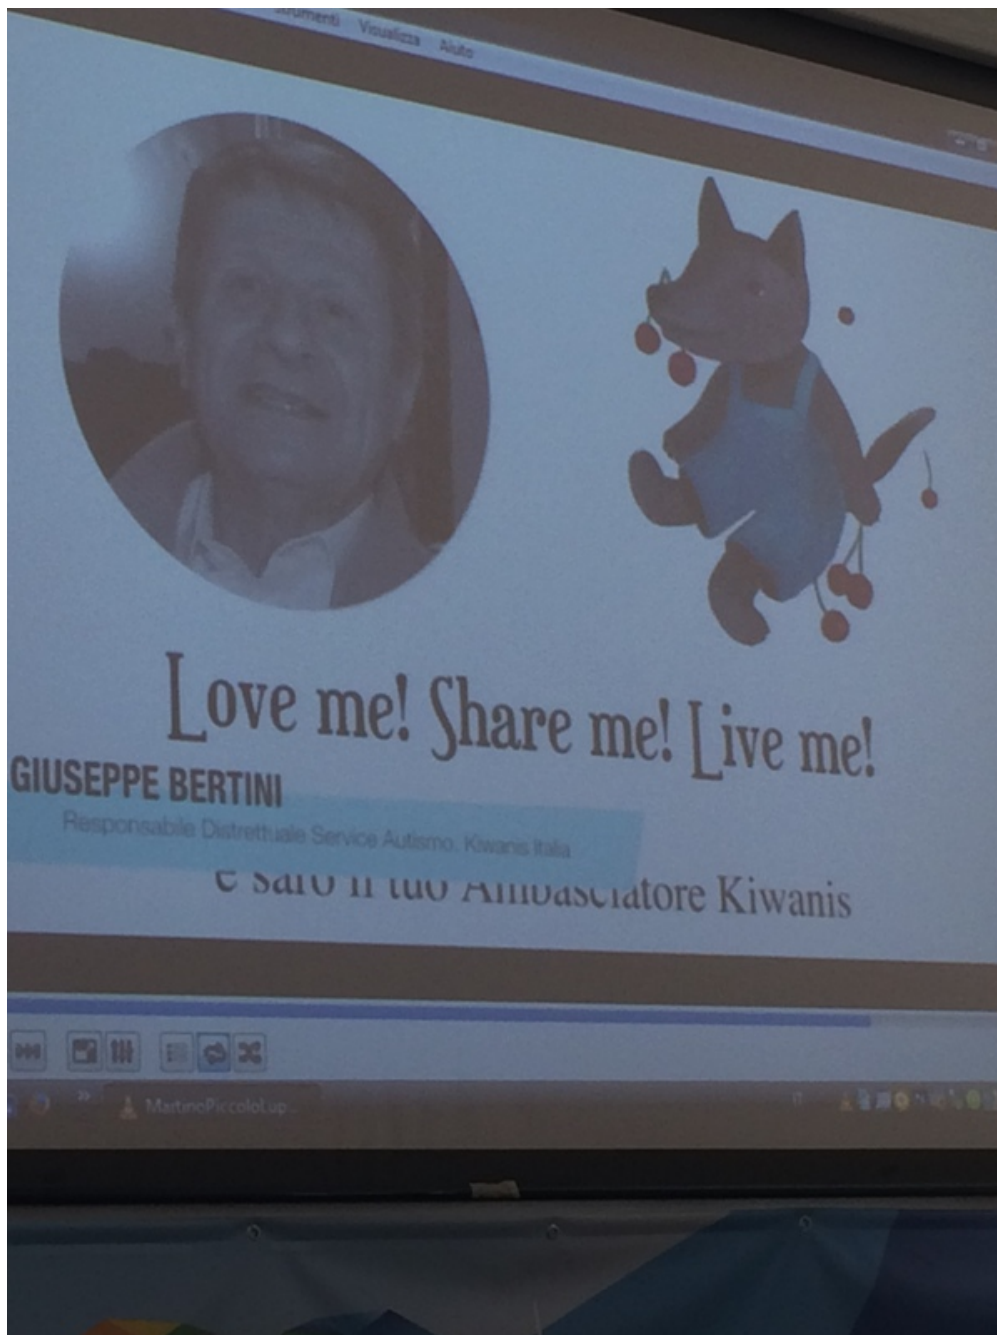 Strumenti Visualizza Aiuto
Love me! Share me! Live me!
GIUSEPPE BERTINI
Responsabile Distrettuale Service Autismo, Kiwanis Italia
e sarò il tuo Ambasciatore Kiwanis
MartinoPiccoloLup...
IT